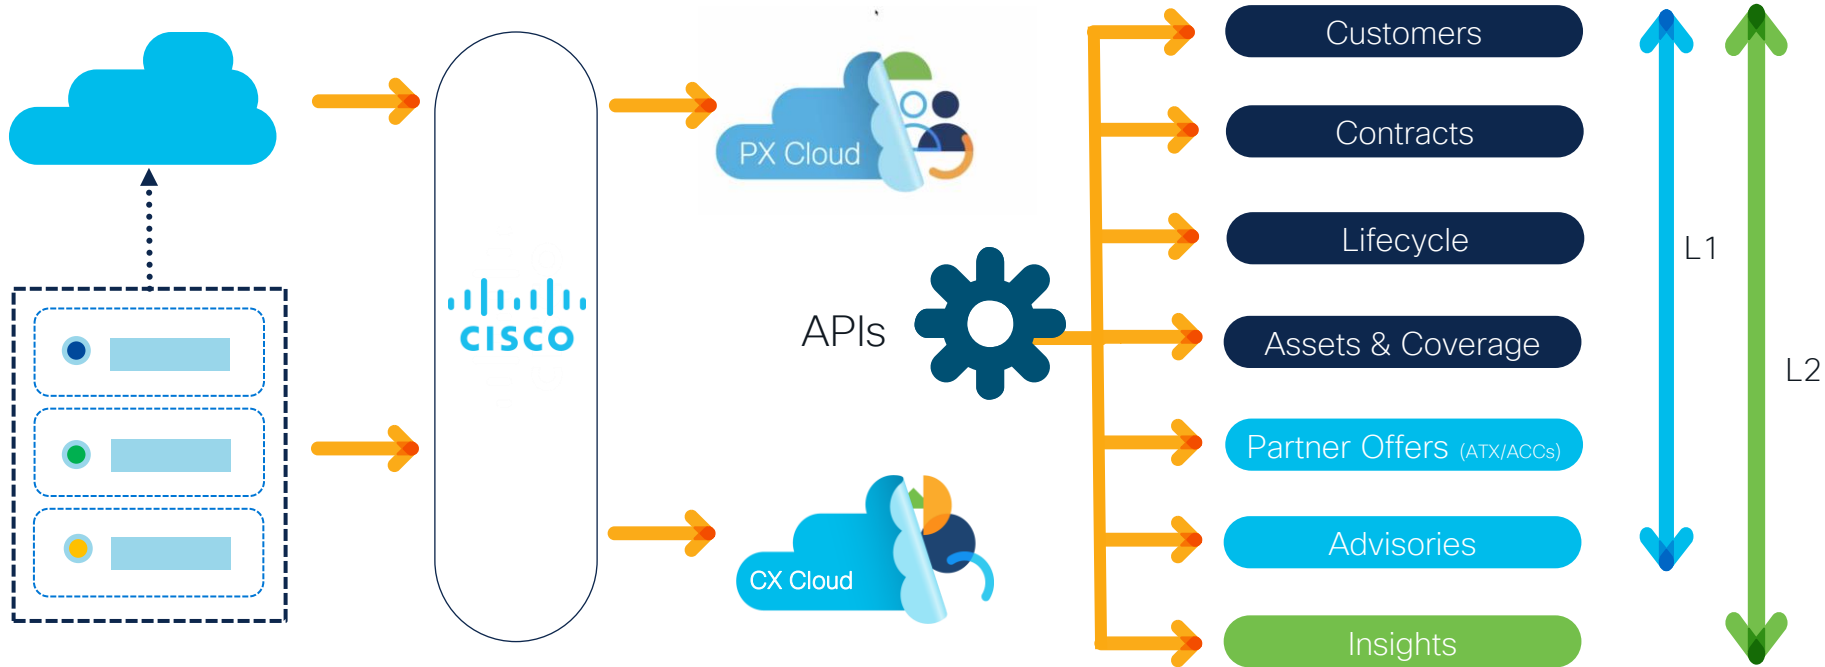 CISCO
PX Cloud
CX Cloud
APIs
Customers
Contracts
Lifecycle
Assets & Coverage
Partner Offers (ATX/ACCs)
Advisories
Insights
L1
L2